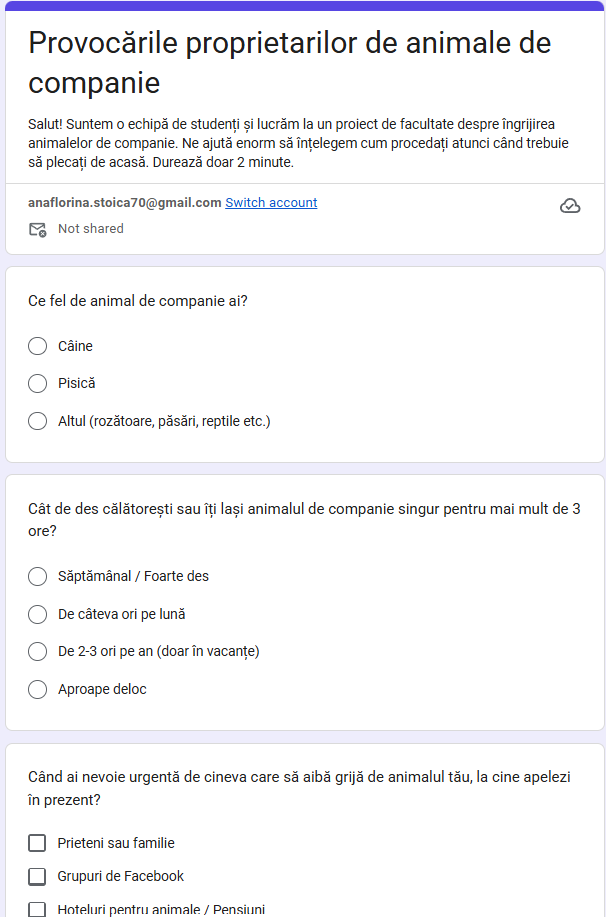 Provocările proprietarilor de animale de
companie
Salut! Suntem o echipă de studenți și lucrăm la un proiect de facultate despre îngrijirea
animalelor de companie. Ne ajută enorm să înțelegem cum procedați atunci când trebuie
să plecați de acasă. Durează doar 2 minute.
anaflorina.stoica70@gmail.com Switch account
Not shared
Ce fel de animal de companie ai?
Câine
Pisică
Altul (rozătoare, păsări, reptile etc.)
Cât de des călătorești sau îți lași animalul de companie singur pentru mai mult de 3
ore?
Săptămânal / Foarte des
De câteva ori pe lună
De 2-3 ori pe an (doar în vacanțe)
Aproape deloc
Când ai nevoie urgentă de cineva care să aibă grijă de animalul tău, la cine apelezi
în prezent?
Prieteni sau familie
Grupuri de Facebook
Hoteluri pentru animale / Pensiuni